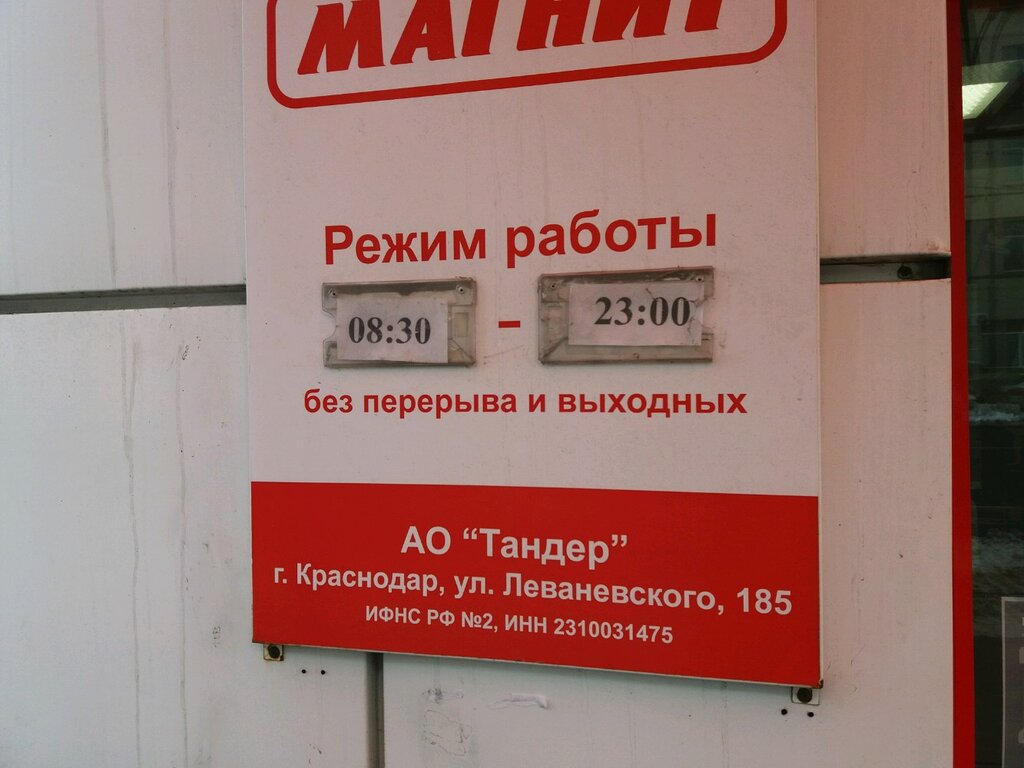 МАГНИТ
Режим работы
08:30 - 23:00
без перерыва и выходных
АО “Тандер”
г. Краснодар, ул. Леваневского, 185
ИФНС РФ №2, ИНН 2310031475